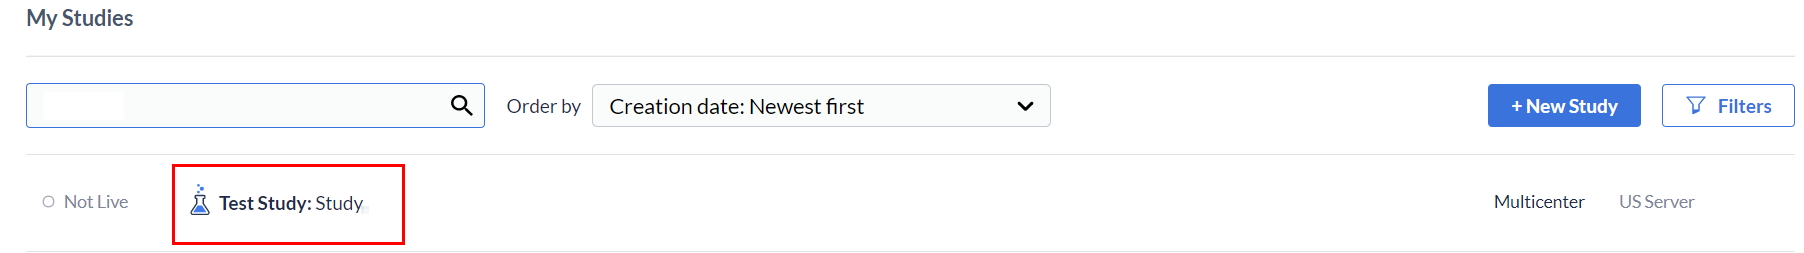 My Studies
Order by Creation date: Newest first + New Study Filters
Not Live Test Study: Study Multicenter US Server